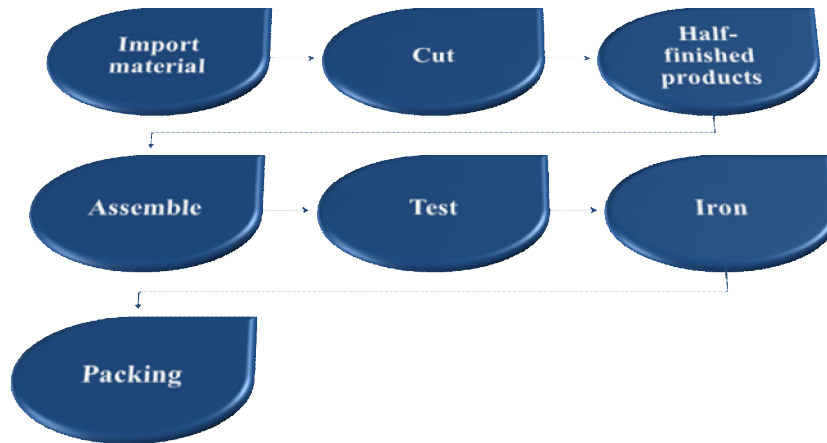 Import
material
Cut
Half-
finished
products
Assemble
Test
Iron
Packing